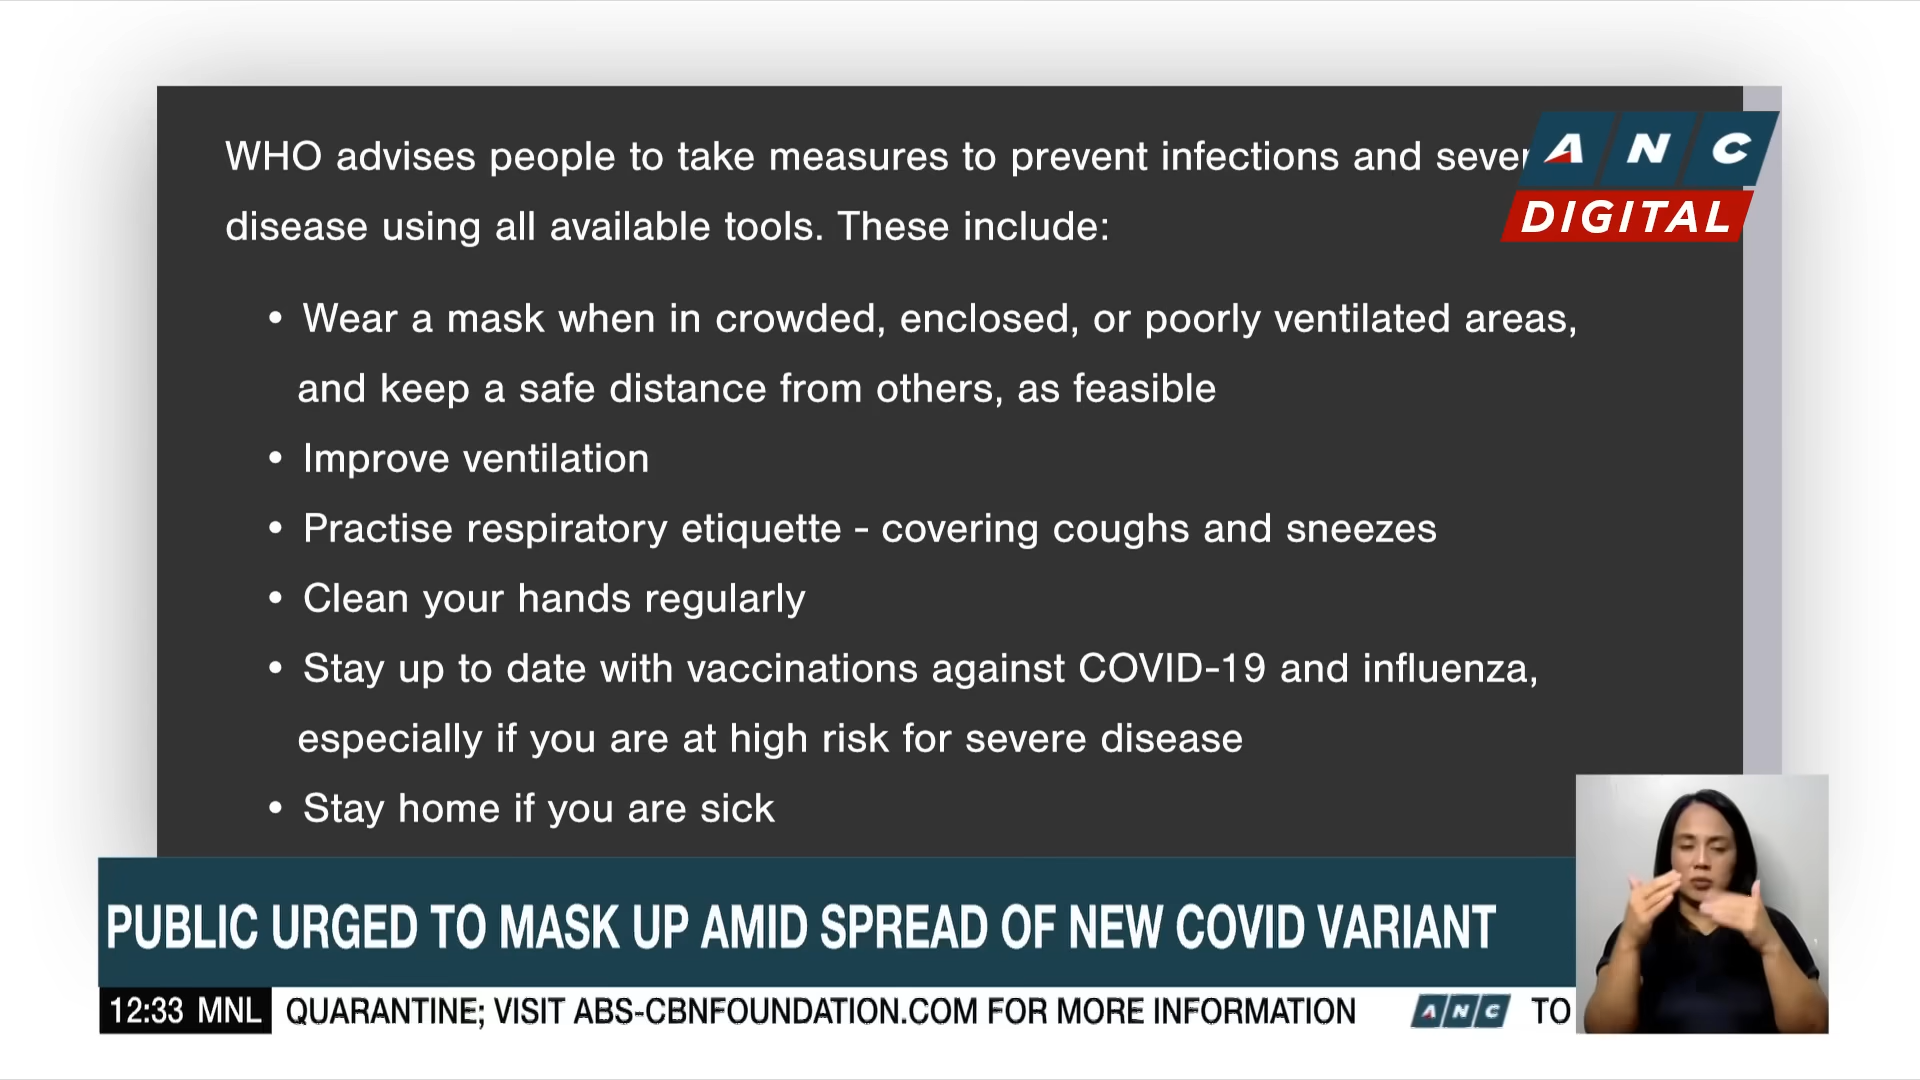 WHO advises people to take measures to prevent infections and sever
disease using all available tools. These include:
• Wear a mask when in crowded, enclosed, or poorly ventilated areas,
and keep a safe distance from others, as feasible
• Improve ventilation
• Practise respiratory etiquette - covering coughs and sneezes
• Clean your hands regularly
• Stay up to date with vaccinations against COVID-19 and influenza,
especially if you are at high risk for severe disease
• Stay home if you are sick
ANC
DIGITAL
PUBLIC URGED TO MASK UP AMID SPREAD OF NEW COVID VARIANT
12:33 MNL QUARANTINE; VISIT ABS-CBNFOUNDATION.COM FOR MORE INFORMATION ANC TO